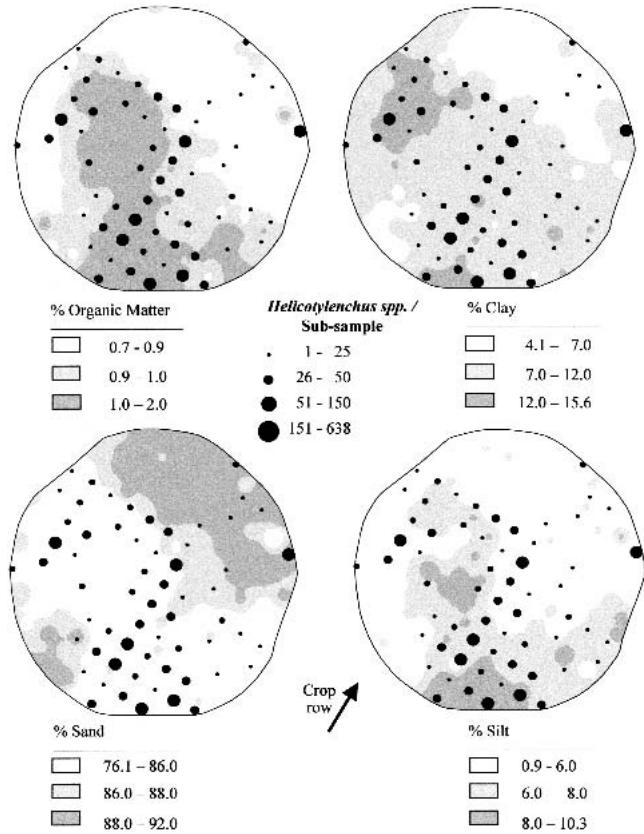 % Organic Matter
0.7 - 0.9
0.9 - 1.0
1.0 – 2.0
Helicotylenchus spp. /
Sub-sample
1 - 25
26 - 50
51 - 150
151 - 638
% Clay
4.1 – 7.0
7.0 – 12.0
12.0 – 15.6
Crop
row
% Sand
76.1 – 86.0
86.0 – 88.0
88.0 – 92.0
% Silt
0.9 - 6.0
6.0 8.0
8.0 - 10.3